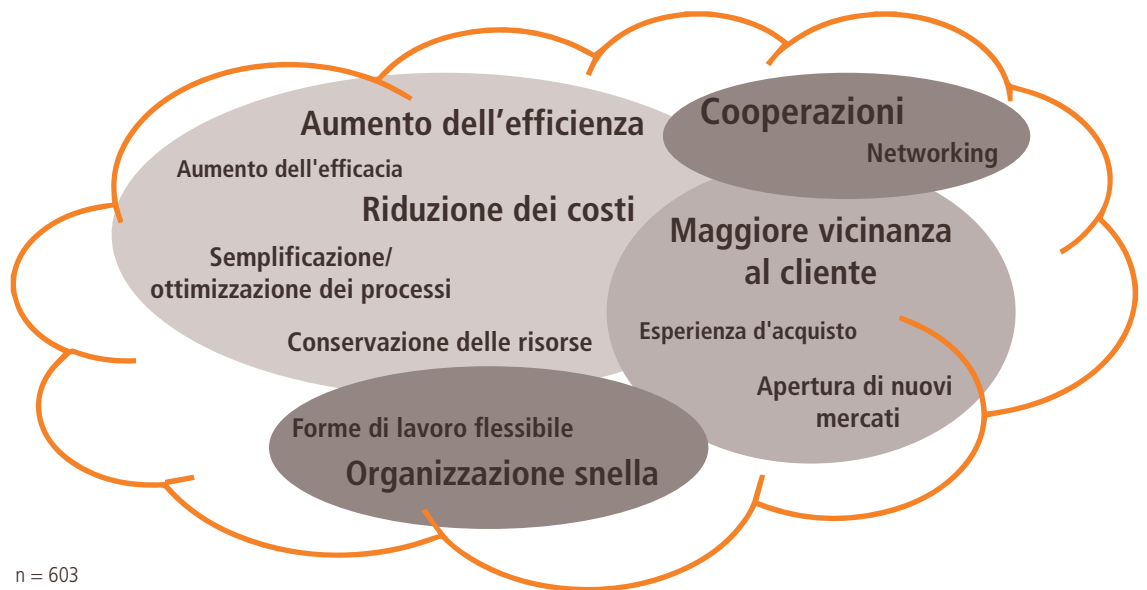 Aumento dell’efficienza
Aumento dell'efficacia
Riduzione dei costi
Semplificazione/
ottimizzazione dei processi
Conservazione delle risorse
Cooperazioni
Networking
Maggiore vicinanza
al cliente
Esperienza d'acquisto
Apertura di nuovi
mercati
Forme di lavoro flessibile
Organizzazione snella
n = 603